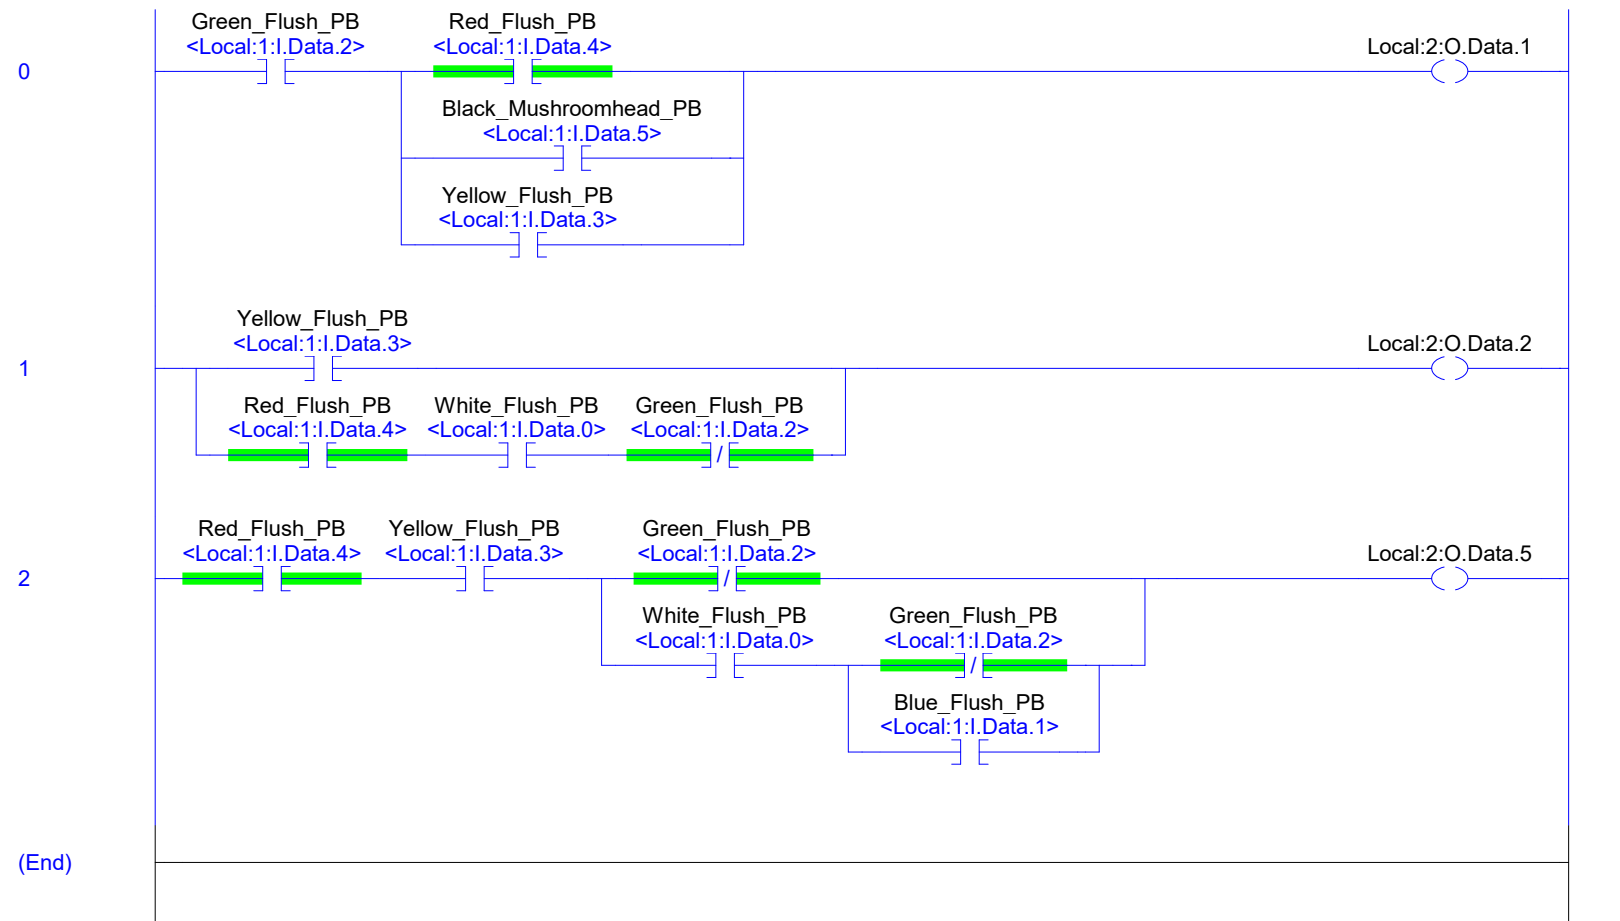 Green_Flush_PB
<Local:1:I.Data.2>
Red_Flush_PB
<Local:1:I.Data.4>
Local:2:O.Data.1
0
Black_Mushroomhead_PB
<Local:1:I.Data.5>
Yellow_Flush_PB
<Local:1:I.Data.3>
Yellow_Flush_PB
<Local:1:I.Data.3>
Local:2:O.Data.2
1
Red_Flush_PB
<Local:1:I.Data.4>
White_Flush_PB
<Local:1:I.Data.0>
Green_Flush_PB
<Local:1:I.Data.2>
Red_Flush_PB
<Local:1:I.Data.4>
Yellow_Flush_PB
<Local:1:I.Data.3>
Green_Flush_PB
<Local:1:I.Data.2>
Local:2:O.Data.5
2
White_Flush_PB
<Local:1:I.Data.0>
Green_Flush_PB
<Local:1:I.Data.2>
Blue_Flush_PB
<Local:1:I.Data.1>
(End)